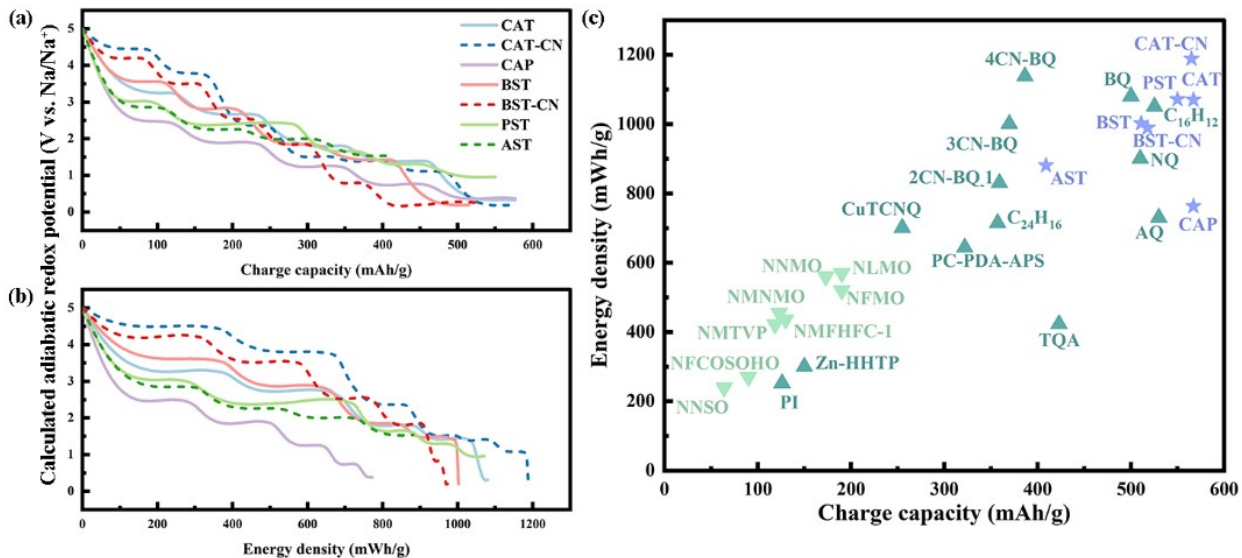 (a)
Calculated adiabatic redox potential (V vs. Na/Na⁺)
5
4
3
2
1
0
CAT
CAT-CN
CAP
BST
BST-CN
PST
AST
0
100
200
300
400
500
600
Charge capacity (mAh/g)
(b)
5
4
3
2
1
0
0
200
400
600
800
1000
1200
Energy density (mWh/g)
(c)
Energy density (mWh/g)
1200
1000
800
600
400
200
0
CAT-CN
4CN-BQ
BQ
PST
CAT
C₁₆H₁₂
BST
BST-CN
3CN-BQ
NQ
2CN-BQ_1
AST
CuTCNQ
C₂₄H₁₆
AQ
CAP
PC-PDA-APS
NNMO
NLMO
NMNMO
NFMO
NMTVP
NMFHFC-1
TQA
NFCOSOHO
Zn-HHTP
NNSO
PI
0
100
200
300
400
500
600
Charge capacity (mAh/g)